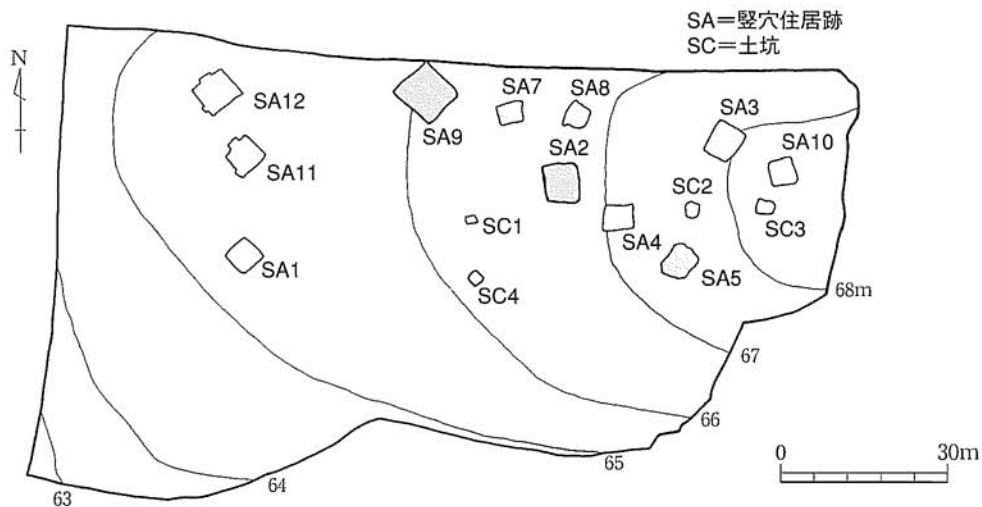 SA＝竪穴住居跡
SC＝土坑
N
SA12
SA11
SA1
SA9
SA7
SA8
SA2
SC1
SC4
SA3
SA10
SC2
SC3
SA4
SA5
68m
67
66
65
64
63
0 30m